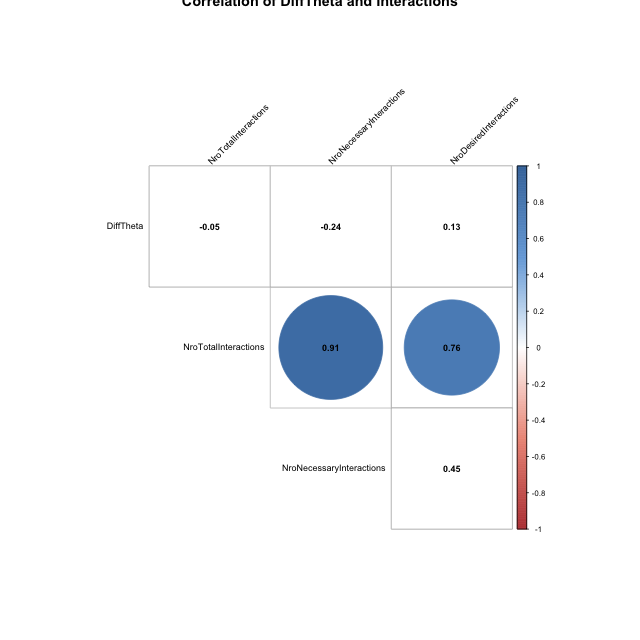 Correlation of DiffTheta and Interactions
NroTotalInteractions
NroNecessaryInteractions
NroDesiredInteractions
DiffTheta
-0.05
-0.24
0.13
NroTotalInteractions
0.91
0.76
NroNecessaryInteractions
0.45
1
0.8
0.6
0.4
0.2
0
-0.2
-0.4
-0.6
-0.8
-1